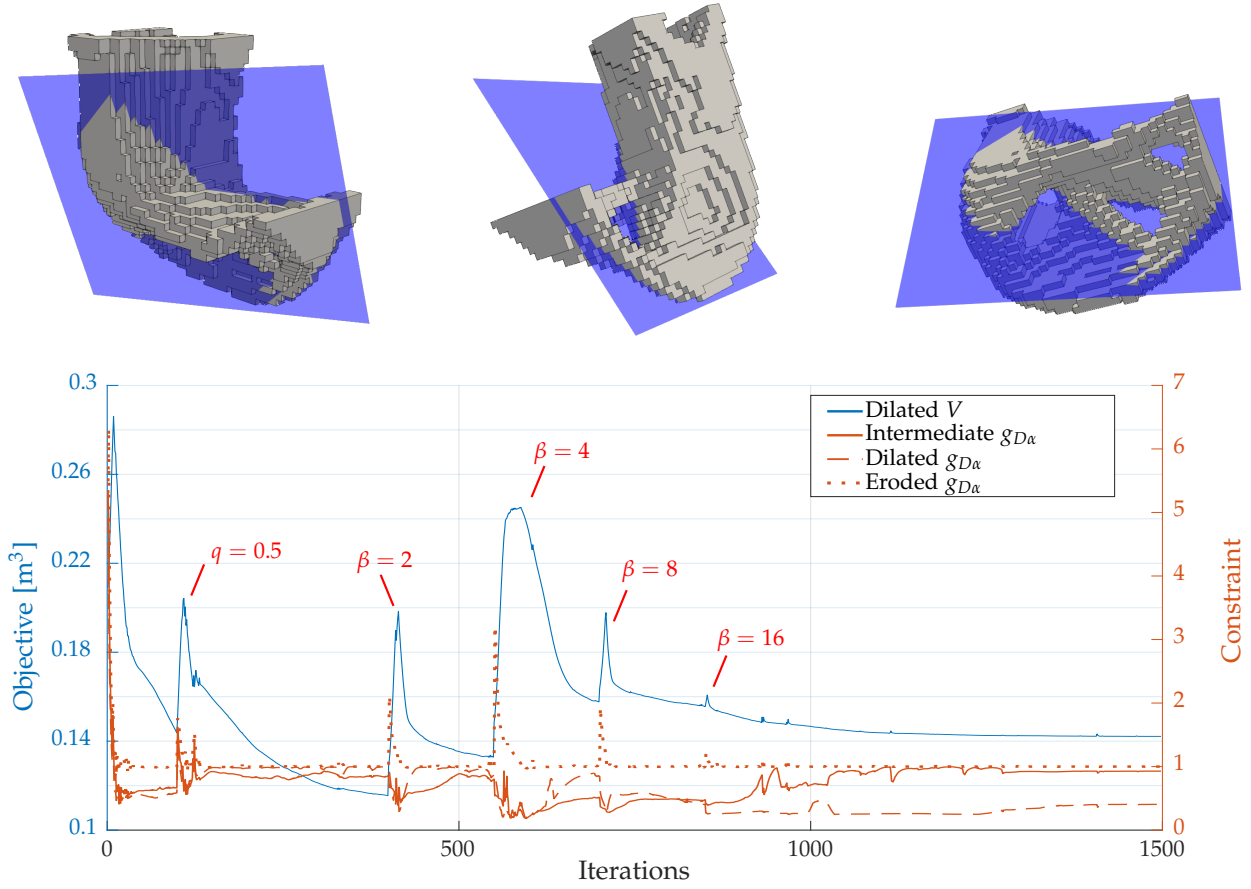 0.3
0.26
0.22
0.18
0.14
0.1
Objective [m³]
7
6
5
4
3
2
1
0
Constraint
Dilated V
Intermediate g_{Dα}
Dilated g_{Dα}
Eroded g_{Dα}
q = 0.5
β = 2
β = 4
β = 8
β = 16
0
500
1000
1500
Iterations